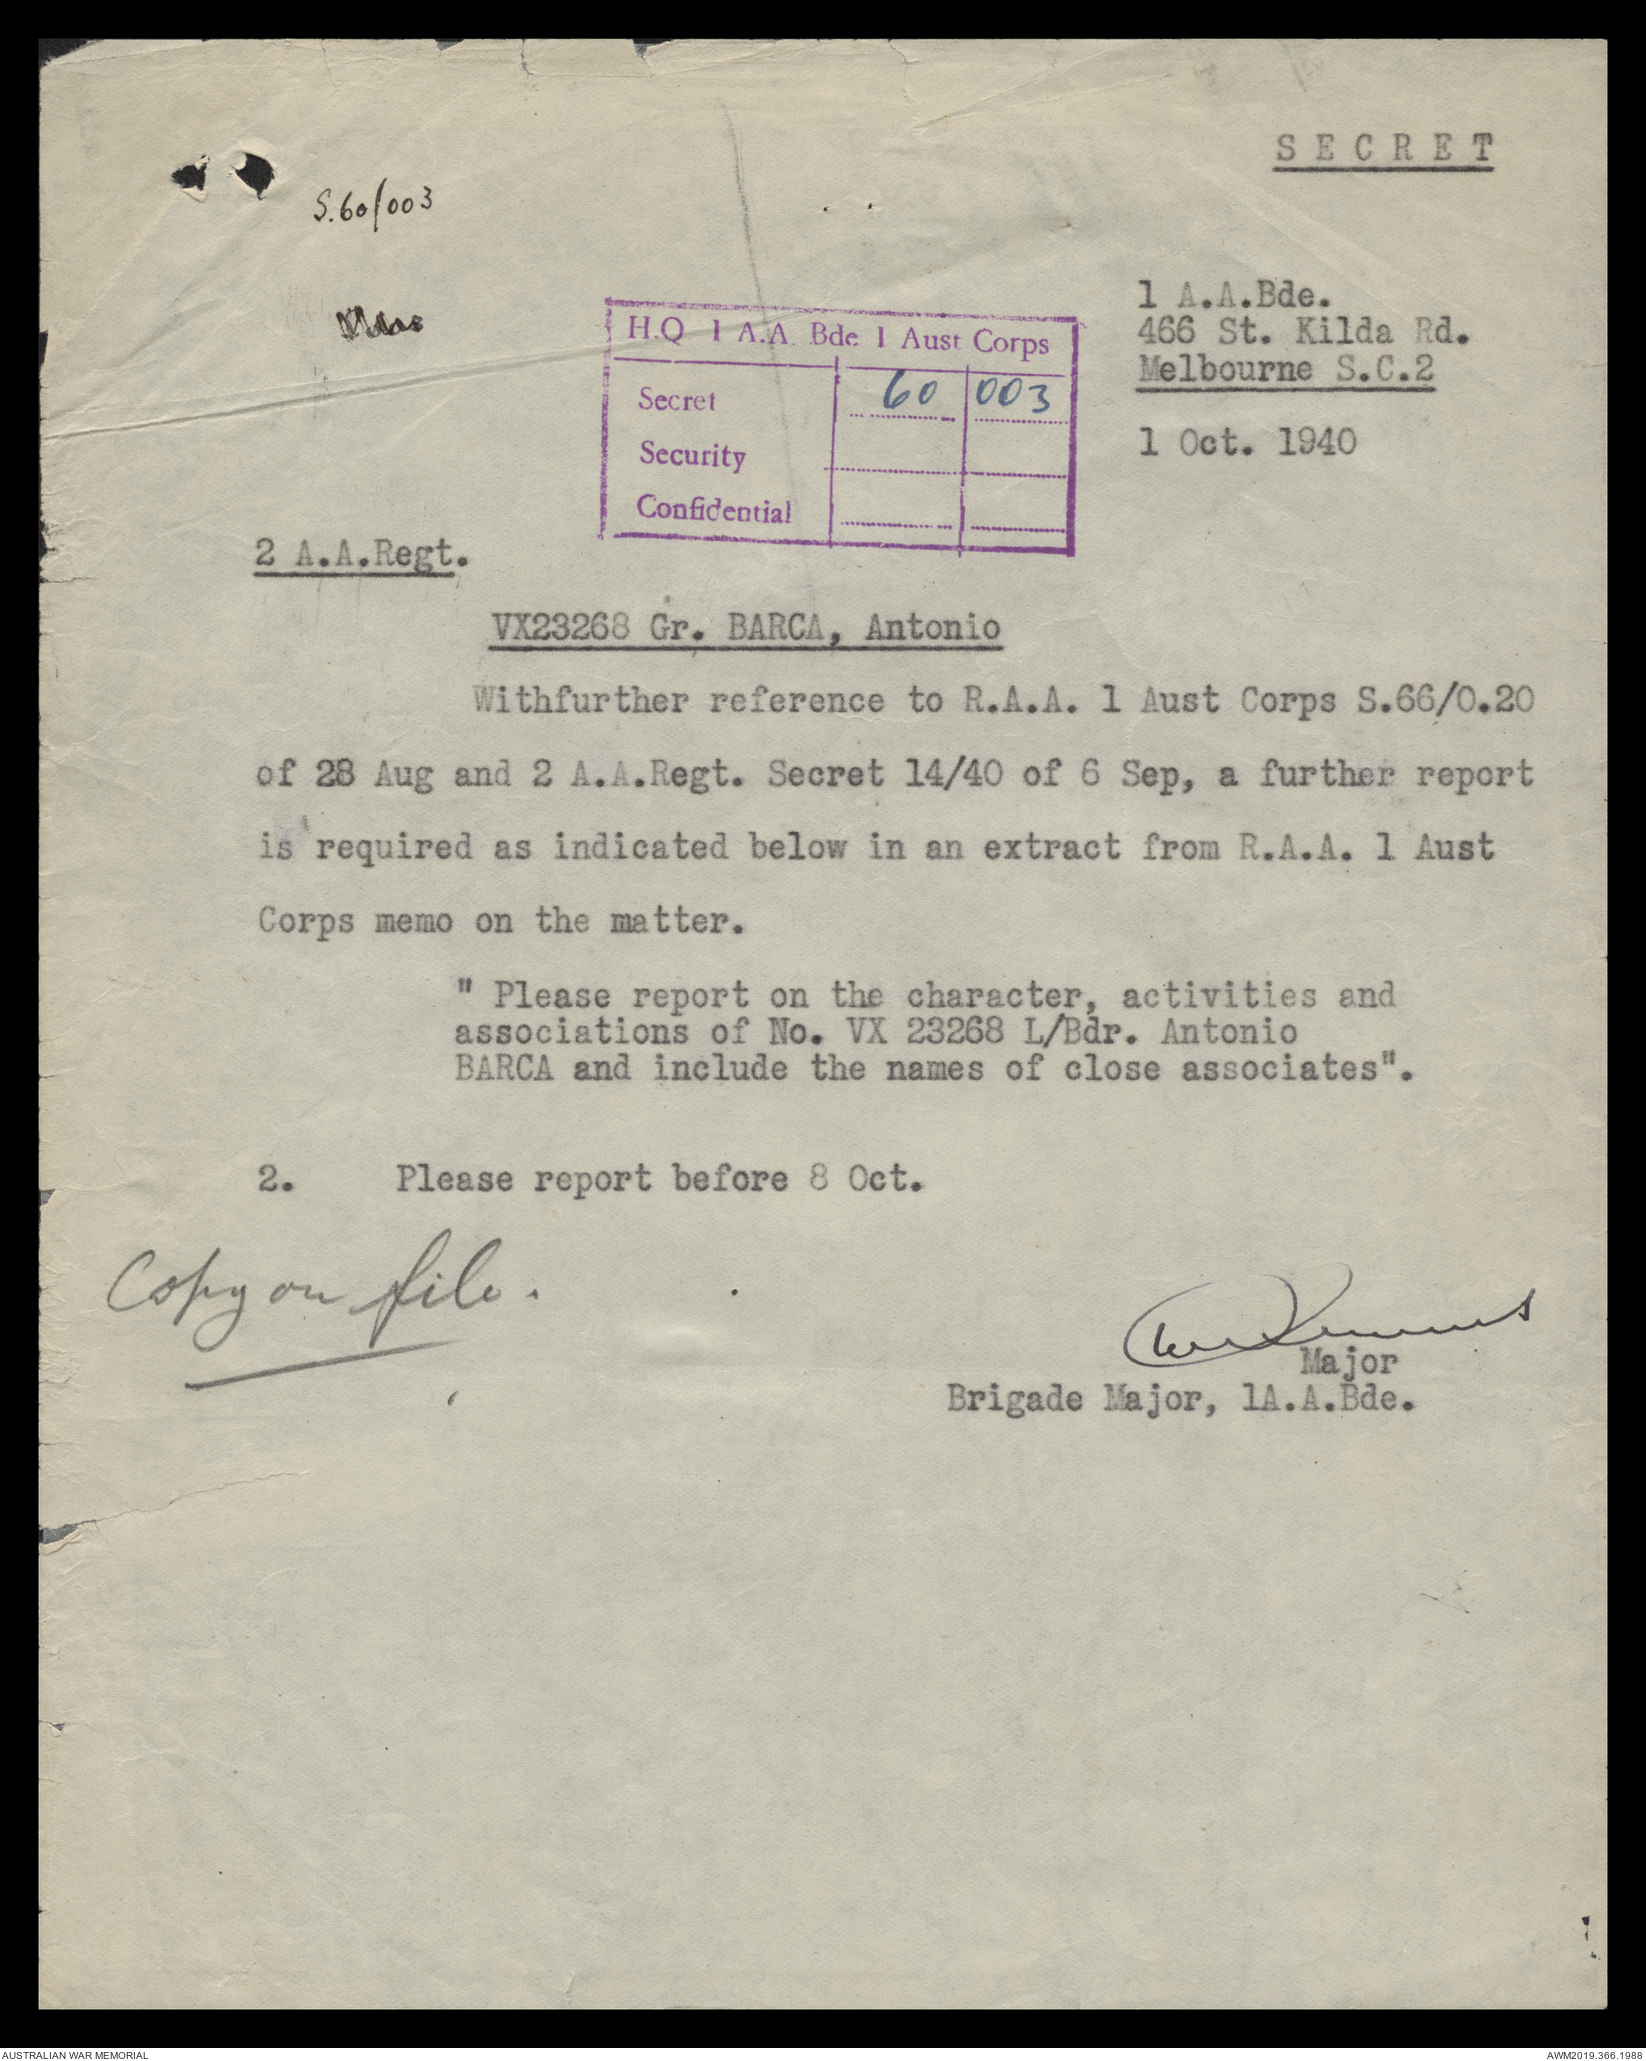 SECRET
S.60/003
1 A.A.Bde.
466 St. Kilda Rd.
Melbourne S.C.2
1 Oct. 1940
H.Q 1 A.A. Bde 1 Aust Corps
Secret 60 003
Security
Confidential
2 A.A.Regt.
VX23268 Gr. BARCA, Antonio
Withfurther reference to R.A.A. 1 Aust Corps S.66/0.20
of 28 Aug and 2 A.A.Regt. Secret 14/40 of 6 Sep, a further report
is required as indicated below in an extract from R.A.A. 1 Aust
Corps memo on the matter.
" Please report on the character, activities and
associations of No. VX 23268 L/Bdr. Antonio
BARCA and include the names of close associates".
2. Please report before 8 Oct.
Copy on file.
Major
Brigade Major, 1A.A.Bde.
AUSTRALIAN WAR MEMORIAL
AWM2019.366.1988